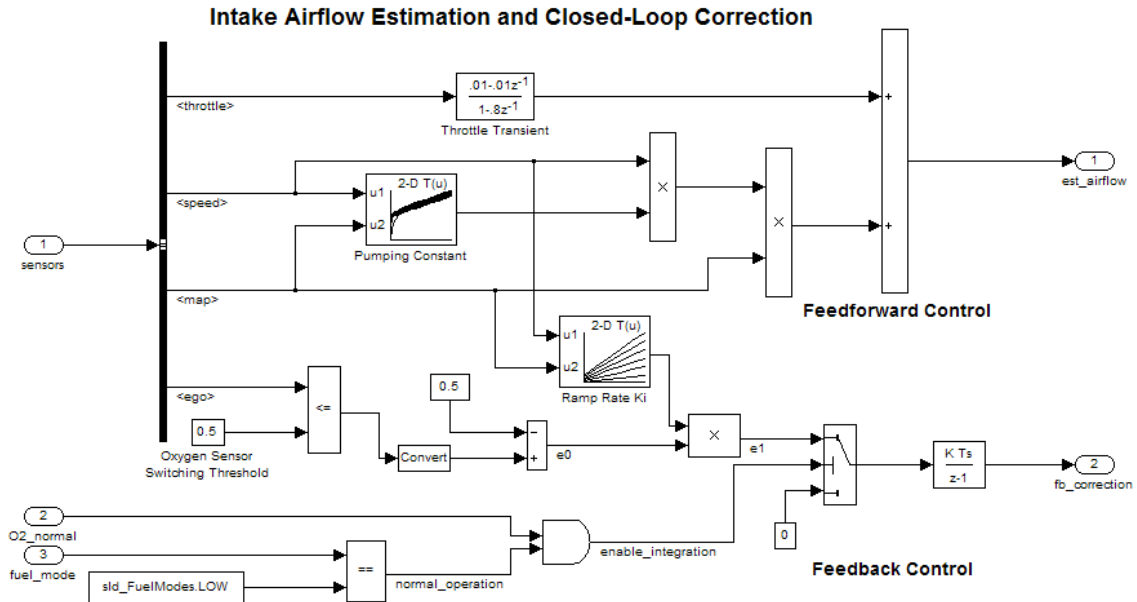 Intake Airflow Estimation and Closed-Loop Correction
<throttle>
.01-.01z-1
1-.8z-1
Throttle Transient
+
1
est_airflow
<speed>
u1
u2
2-D T(u)
Pumping Constant
×
×
+
1
sensors
<map>
Feedforward Control
u1
u2
2-D T(u)
Ramp Rate Ki
<ego>
0.5
Oxygen Sensor
Switching Threshold
<=
Convert
0.5
−
+
e0
×
e1
K Ts
z-1
2
fb_correction
0
2
O2_normal
3
fuel_mode
sld_FuelModes.LOW
==
normal_operation
enable_integration
Feedback Control